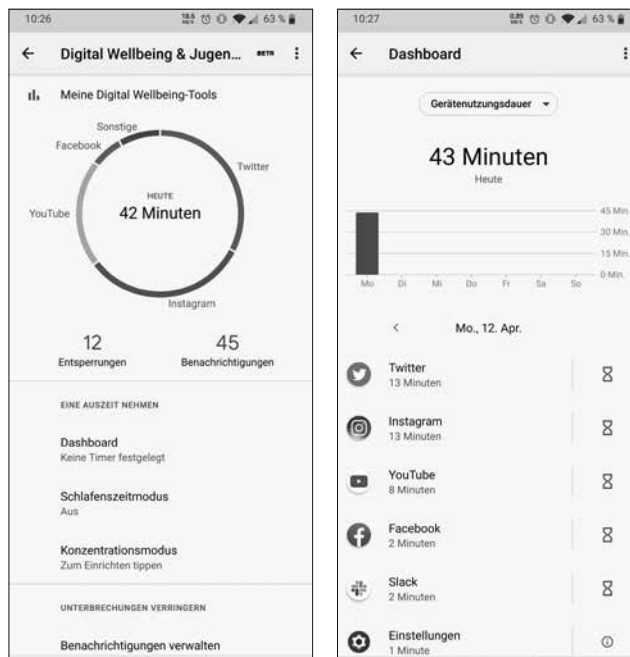 10:26
63 %
Digital Wellbeing & Jugen...
BETA
Meine Digital Wellbeing-Tools
Sonstige
Facebook
Twitter
YouTube
HEUTE
42 Minuten
Instagram
12
45
Entsperrungen
Benachrichtigungen
EINE AUSZEIT NEHMEN
Dashboard
Keine Timer festgelegt
Schlafenszeitmodus
Aus
Konzentrationsmodus
Zum Einrichten tippen
UNTERBRECHUNGEN VERRINGERN
Benachrichtigungen verwalten
10:27
63 %
Dashboard
Gerätenutzungsdauer
43 Minuten
Heute
45 Min.
30 Min.
15 Min.
0 Min.
Mo Di Mi Do Fr Sa So
Mo., 12. Apr.
Twitter
13 Minuten
Instagram
13 Minuten
YouTube
8 Minuten
Facebook
2 Minuten
Slack
2 Minuten
Einstellungen
1 Minute